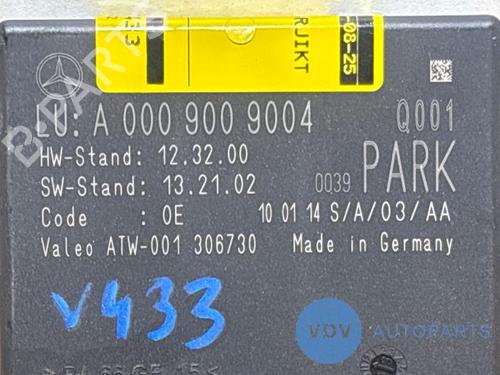 RJIKT
-08-25
LU: A 000 900 9004
Q001
HW-Stand: 12.32.00
SW-Stand: 13.21.02
0039 PARK
Code : 0E
10 01 14 S/A/03/AA
Valeo ATW-001 306730
Made in Germany
V433
VDV AUTOPARTS
B-PARTS